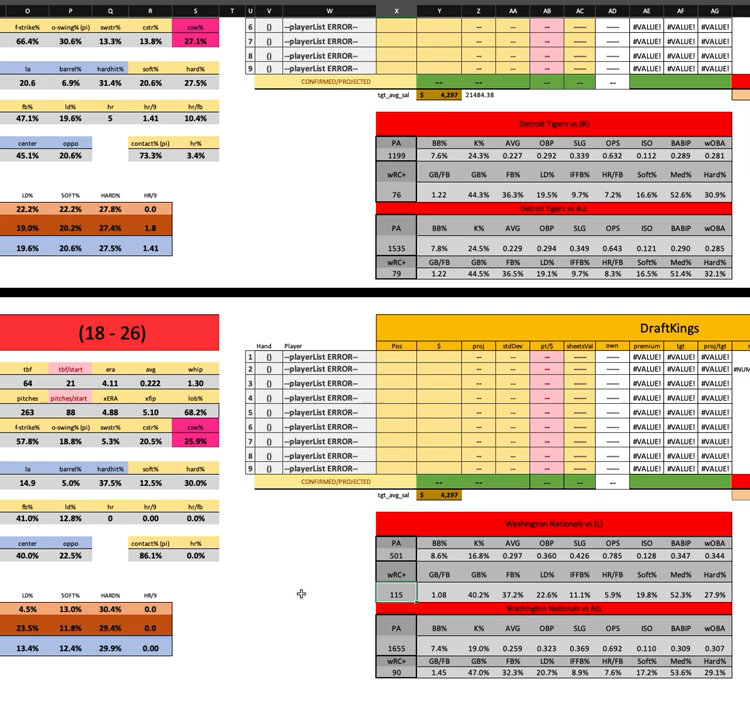 O P Q R S T U V W X Y Z AA AB AC AD AE AF AG
f-strike% o-swing% (pi) swstr% cstr% csw% 6 () --playerList ERROR-- -- -- ----- ----- #VALUE! #VALUE! #VALUE!
66.4% 30.6% 13.3% 13.8% 27.1% 7 () --playerList ERROR-- -- -- ----- ----- #VALUE! #VALUE! #VALUE!
8 () --playerList ERROR-- -- -- ----- ----- #VALUE! #VALUE! #VALUE!
la barrel% hardhit% soft% hard% 9 () --playerList ERROR-- -- -- ----- ----- #VALUE! #VALUE! #VALUE!
20.6 6.9% 31.4% 20.6% 27.5% CONFIRMED/PROJECTED -- -- -- -- --
tgt_avg_sal $ 4,297 21484.38
fb% ld% hr hr/9 hr/fb
47.1% 19.6% 5 1.41 10.4%
Detroit Tigers vs (R)
center oppo contact% (pi) hr%
45.1% 20.6% 73.3% 3.4%
PA BB% K% AVG OBP SLG OPS ISO BABIP wOBA
1199 7.6% 24.3% 0.227 0.292 0.339 0.632 0.112 0.289 0.281
wRC+ GB/FB GB% FB% LD% IFFB% HR/FB Soft% Med% Hard%
76 1.22 44.3% 36.3% 19.5% 9.7% 7.2% 16.6% 52.6% 30.9%
LD% SOFT% HARD% HR/9
22.2% 22.2% 27.8% 0.0
19.0% 20.2% 27.4% 1.8
19.6% 20.6% 27.5% 1.41
Detroit Tigers vs ALL
PA BB% K% AVG OBP SLG OPS ISO BABIP wOBA
1535 7.8% 24.5% 0.229 0.294 0.349 0.643 0.121 0.290 0.285
wRC+ GB/FB GB% FB% LD% IFFB% HR/FB Soft% Med% Hard%
79 1.22 44.5% 36.5% 19.1% 9.7% 8.3% 16.5% 51.4% 32.1%
(18 - 26) DraftKings
Hand Player Pos $ proj stdDev pt/$ sheetsVal own premium tgt proj/tgt
1 () --playerList ERROR-- -- -- -- ----- ----- #VALUE! #VALUE! #VALUE!
tbf tbf/start era avg whip 2 () --playerList ERROR-- -- -- -- ----- ----- #VALUE! #VALUE! #VALUE! #NUM
64 21 4.11 0.222 1.30 3 () --playerList ERROR-- -- -- -- ----- ----- #VALUE! #VALUE! #VALUE!
pitches pitches/start xERA xfip lob% 4 () --playerList ERROR-- -- -- -- ----- ----- #VALUE! #VALUE! #VALUE!
263 88 4.88 5.10 68.2% 5 () --playerList ERROR-- -- -- -- ----- ----- #VALUE! #VALUE! #VALUE!
f-strike% o-swing% (pi) swstr% cstr% csw% 6 () --playerList ERROR-- -- -- -- ----- ----- #VALUE! #VALUE! #VALUE!
57.8% 18.8% 5.3% 20.5% 25.9% 7 () --playerList ERROR-- -- -- -- ----- ----- #VALUE! #VALUE! #VALUE!
8 () --playerList ERROR-- -- -- -- ----- ----- #VALUE! #VALUE! #VALUE!
la barrel% hardhit% soft% hard% 9 () --playerList ERROR-- -- -- -- ----- ----- #VALUE! #VALUE! #VALUE!
14.9 5.0% 37.5% 12.5% 30.0% CONFIRMED/PROJECTED -- -- -- -- --
tgt_avg_sal $ 4,297
fb% ld% hr hr/9 hr/fb
41.0% 12.8% 0 0.00 0.0%
Washington Nationals vs (L)
center oppo contact% (pi) hr%
40.0% 22.5% 86.1% 0.0%
PA BB% K% AVG OBP SLG OPS ISO BABIP wOBA
501 8.6% 16.8% 0.297 0.360 0.426 0.785 0.128 0.347 0.344
wRC+ GB/FB GB% FB% LD% IFFB% HR/FB Soft% Med% Hard%
115 1.08 40.2% 37.2% 22.6% 11.1% 5.9% 19.8% 52.3% 27.9%
LD% SOFT% HARD% HR/9
4.5% 13.0% 30.4% 0.0
23.5% 11.8% 29.4% 0.0
13.4% 12.4% 29.9% 0.00
Washington Nationals vs ALL
PA BB% K% AVG OBP SLG OPS ISO BABIP wOBA
1655 7.4% 19.0% 0.259 0.323 0.369 0.692 0.110 0.309 0.307
wRC+ GB/FB GB% FB% LD% IFFB% HR/FB Soft% Med% Hard%
90 1.45 47.0% 32.3% 20.7% 8.9% 7.6% 17.2% 53.6% 29.1%